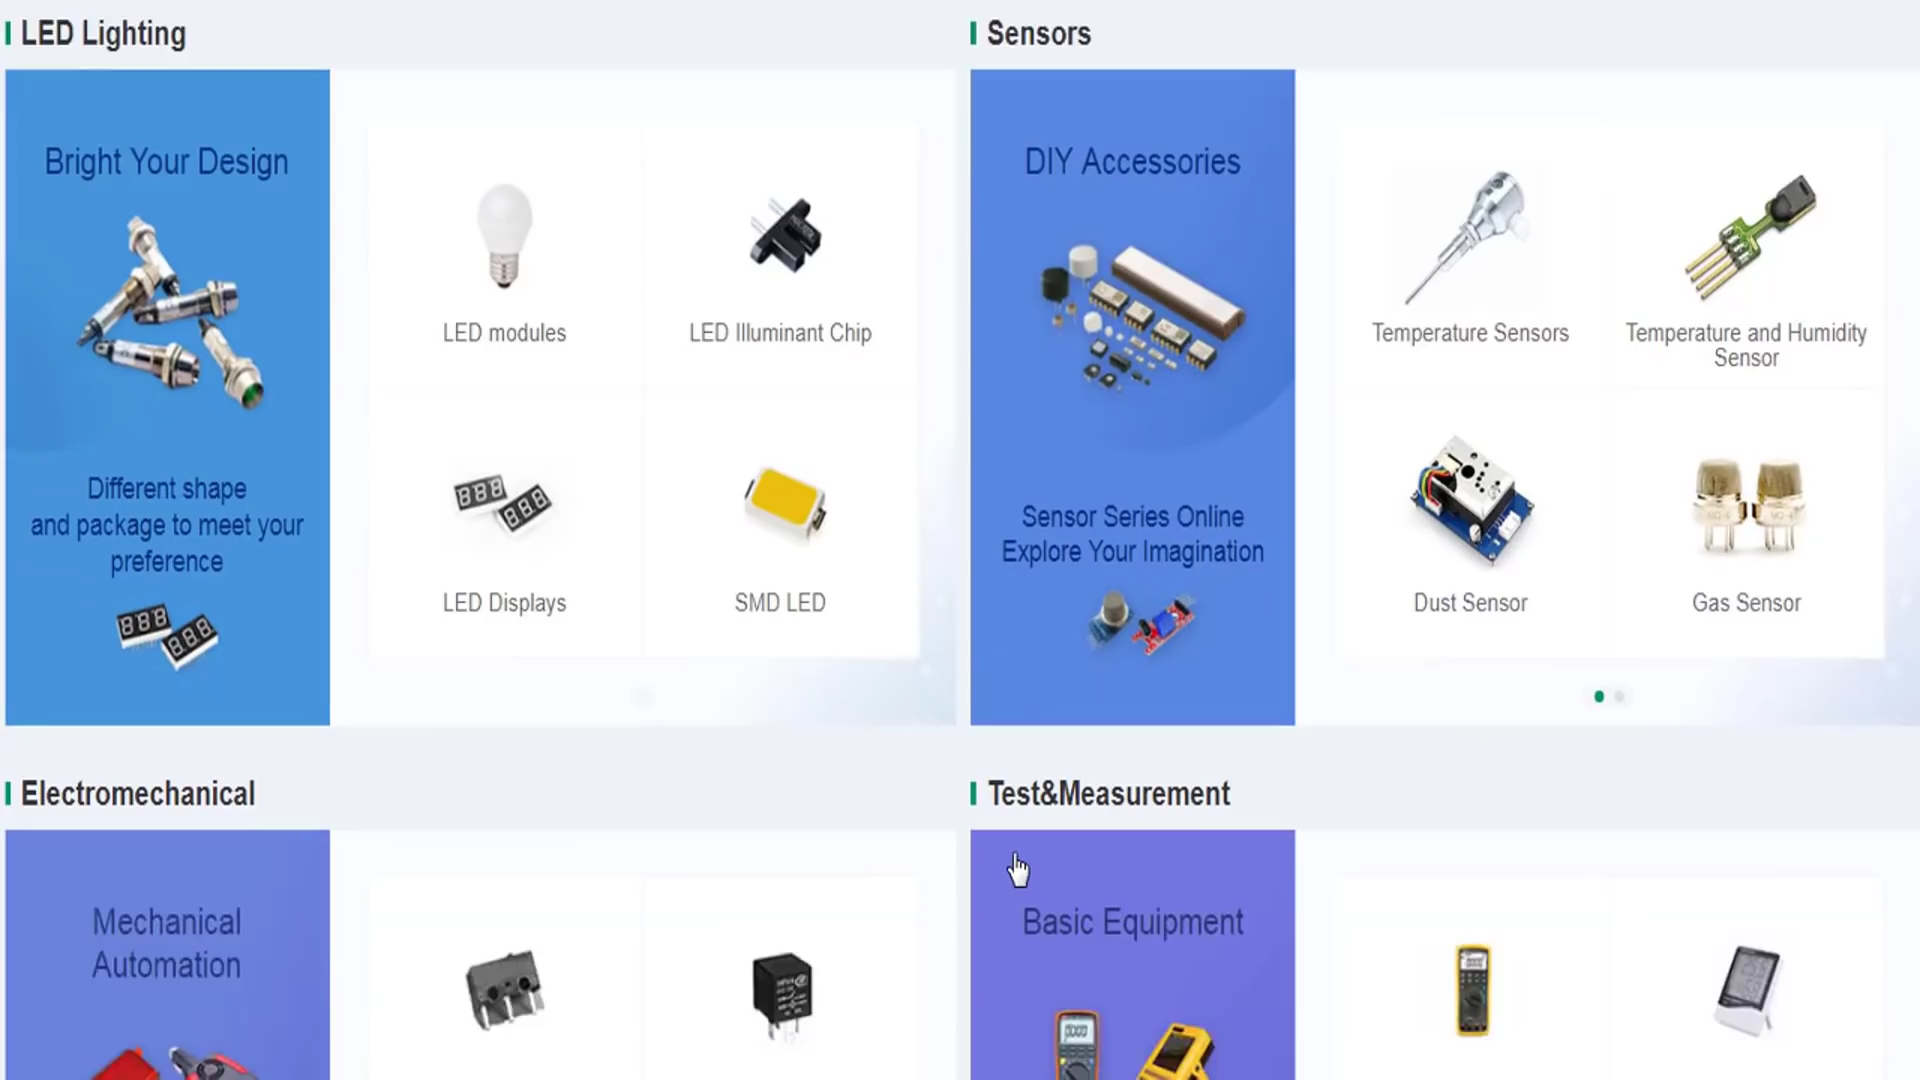 LED Lighting
Sensors
Bright Your Design
Different shape
and package to meet your
preference
LED modules
LED Illuminant Chip
LED Displays
SMD LED
DIY Accessories
Sensor Series Online
Explore Your Imagination
Temperature Sensors
Temperature and Humidity
Sensor
Dust Sensor
Gas Sensor
Electromechanical
Test&Measurement
Mechanical
Automation
Basic Equipment